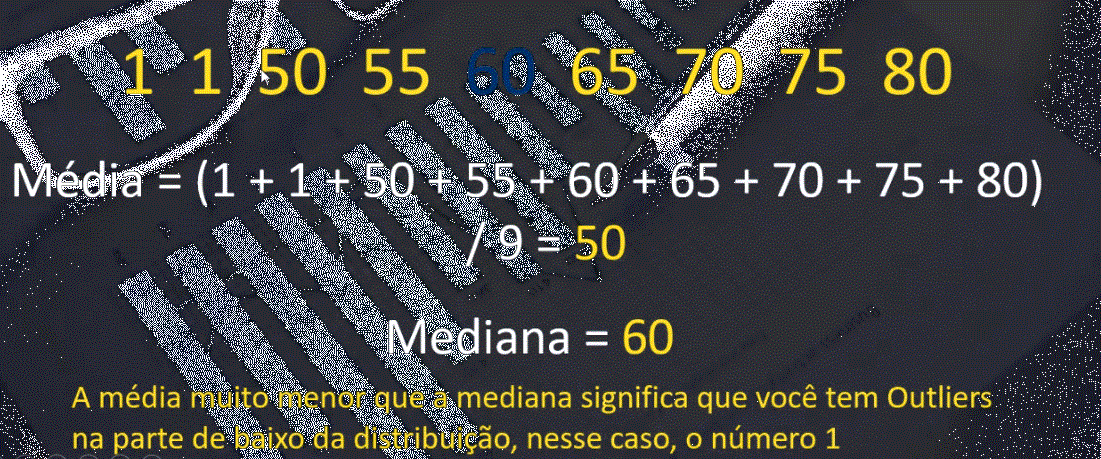 1 1 50 55 60 65 70 75 80
Média = (1 + 1 + 50 + 55 + 60 + 65 + 70 + 75 + 80)
/ 9 = 50
Mediana = 60
A média muito menor que a mediana significa que você tem Outliers
na parte de baixo da distribuição, nesse caso, o número 1